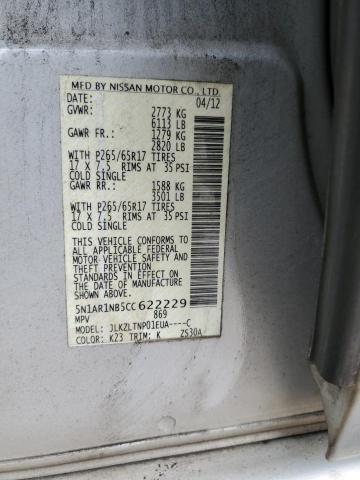 MFD BY NISSAN MOTOR CO., LTD.
DATE: 04/12
GVWR: 2773 KG
6113 LB
GAWR FR.: 1279 KG
2820 LB
WITH P265/65R17 TIRES
17 X 7.5 RIMS AT 35 PSI
COLD SINGLE
GAWR RR.: 1588 KG
3501 LB
WITH P265/65R17 TIRES
17 X 7.5 RIMS AT 35 PSI
COLD SINGLE
THIS VEHICLE CONFORMS TO
ALL APPLICABLE FEDERAL
MOTOR VEHICLE SAFETY AND
THEFT PREVENTION
STANDARDS IN EFFECT ON
THE DATE OF MANUFACTURE
SHOWN ABOVE.
5N1AR1NB5CC622229
MPV 869
MODEL: JLKZLTNP01EUA----C
COLOR: K23 TRIM: K ZS30A